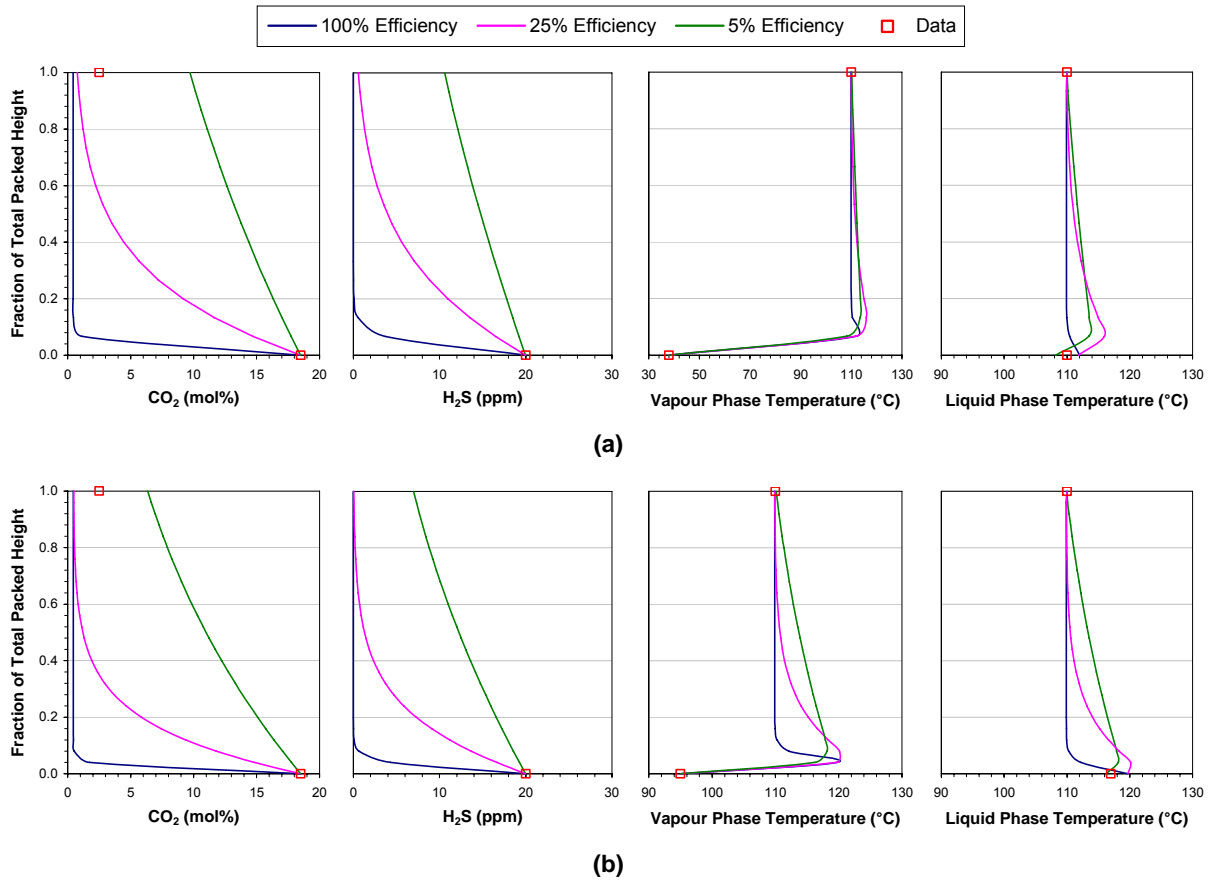 100% Efficiency 25% Efficiency 5% Efficiency Data
Fraction of Total Packed Height
1.0
0.8
0.6
0.4
0.2
0.0
0 5 10 15 20
CO2 (mol%)
0 10 20 30
H2S (ppm)
30 50 70 90 110 130
Vapour Phase Temperature (°C)
90 100 110 120 130
Liquid Phase Temperature (°C)
(a)
Fraction of Total Packed Height
1.0
0.8
0.6
0.4
0.2
0.0
0 5 10 15 20
CO2 (mol%)
0 10 20 30
H2S (ppm)
90 100 110 120 130
Vapour Phase Temperature (°C)
90 100 110 120 130
Liquid Phase Temperature (°C)
(b)